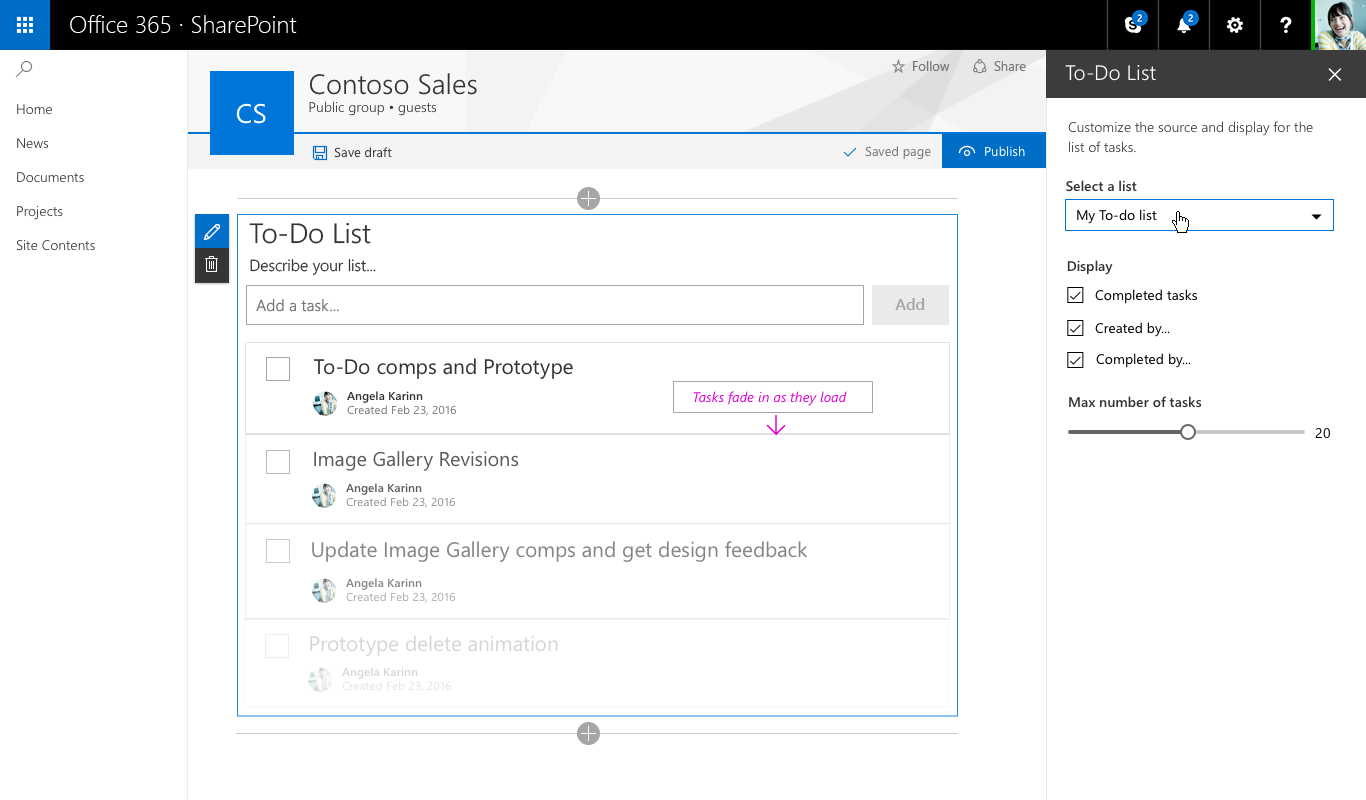 Office 365 · SharePoint
2
2
?
Home
News
Documents
Projects
Site Contents
CS
Contoso Sales
Public group • guests
Follow
Share
Save draft
Saved page
Publish
To-Do List
Describe your list...
Add a task...
Add
To-Do comps and Prototype
Angela Karinn
Created Feb 23, 2016
Tasks fade in as they load
Image Gallery Revisions
Angela Karinn
Created Feb 23, 2016
Update Image Gallery comps and get design feedback
Angela Karinn
Created Feb 23, 2016
Prototype delete animation
Angela Karinn
Created Feb 23, 2016
To-Do List
Customize the source and display for the
list of tasks.
Select a list
My To-do list
Display
Completed tasks
Created by...
Completed by...
Max number of tasks
20